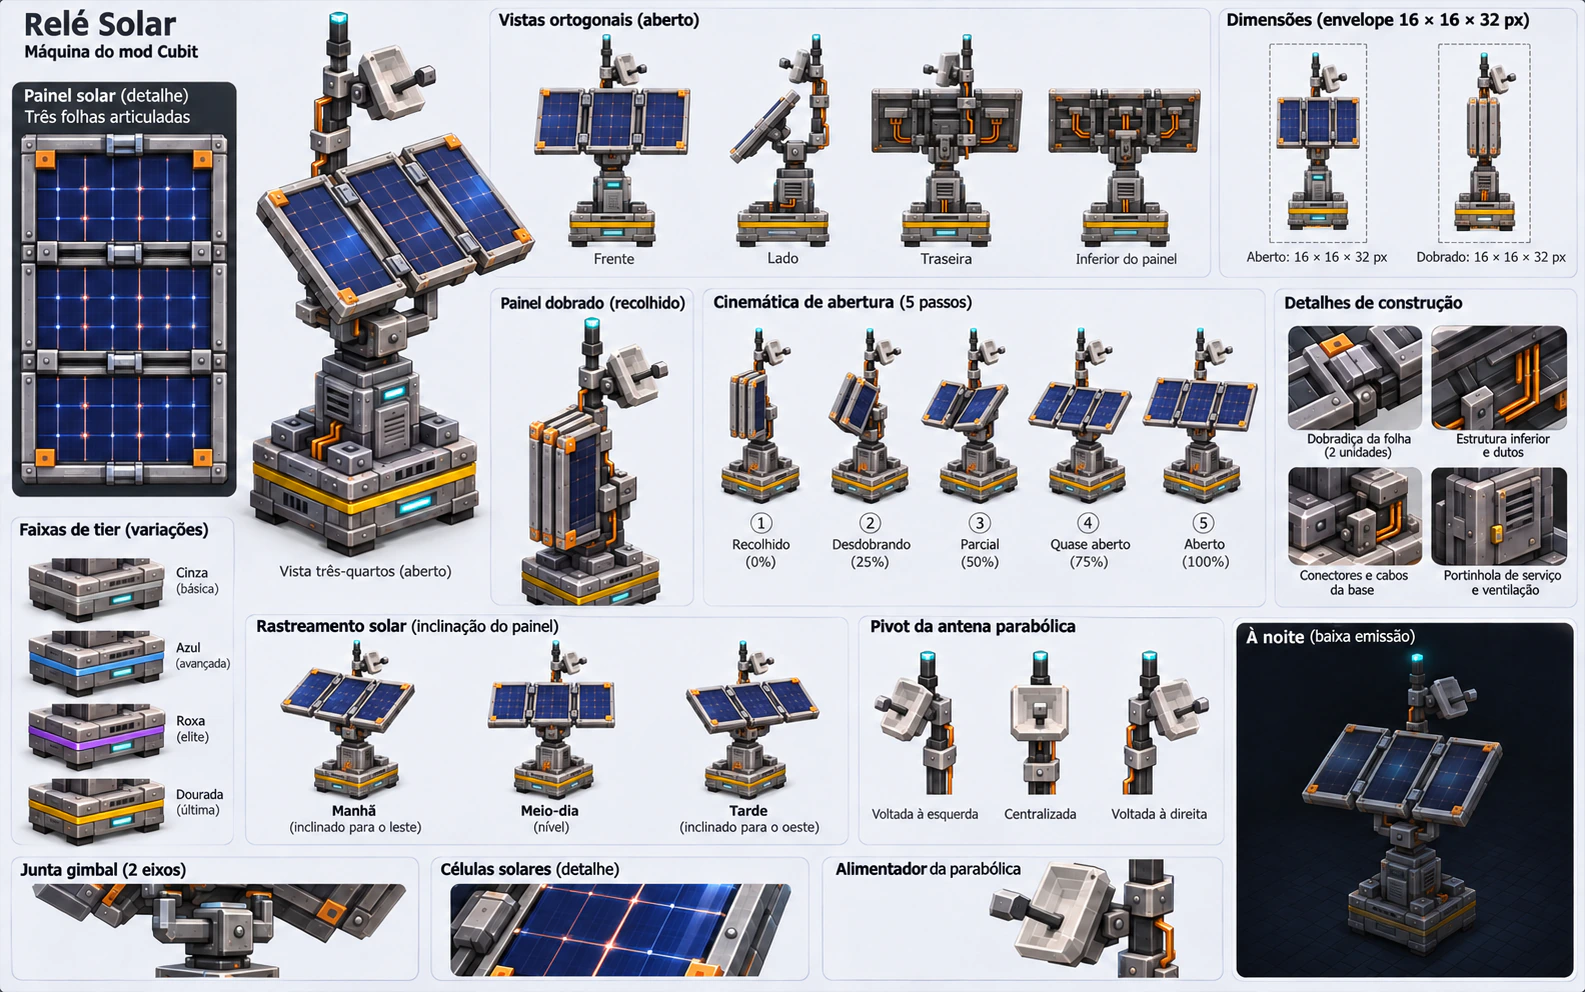 Relé Solar
Máquina do mod Cubit
Painel solar (detalhe)
Três folhas articuladas
Vista três-quartos (aberto)
Vistas ortogonais (aberto)
Frente
Lado
Traseira
Inferior do painel
Dimensões (envelope 16 × 16 × 32 px)
Aberto: 16 × 16 × 32 px
Dobrado: 16 × 16 × 32 px
Painel dobrado (recolhido)
Cinemática de abertura (5 passos)
1
Recolhido
(0%)
2
Desdobrando
(25%)
3
Parcial
(50%)
4
Quase aberto
(75%)
5
Aberto
(100%)
Detalhes de construção
Dobradiça da folha
(2 unidades)
Estrutura inferior
e dutos
Conectores e cabos
da base
Portinhola de serviço
e ventilação
Faixas de tier (variações)
Cinza
(básica)
Azul
(avançada)
Roxa
(elite)
Dourada
(última)
Rastreamento solar (inclinação do painel)
Manhã
(inclinado para o leste)
Meio-dia
(nível)
Tarde
(inclinado para o oeste)
Pivot da antena parabólica
Voltada à esquerda
Centralizada
Voltada à direita
À noite (baixa emissão)
Junta gimbal (2 eixos)
Células solares (detalhe)
Alimentador da parabólica